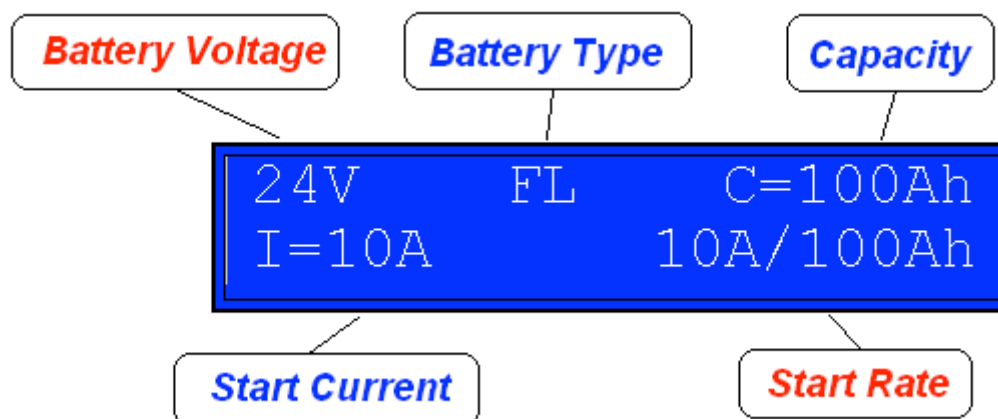 Battery Voltage Battery Type Capacity
24V FL C=100Ah
I=10A 10A/100Ah
Start Current Start Rate